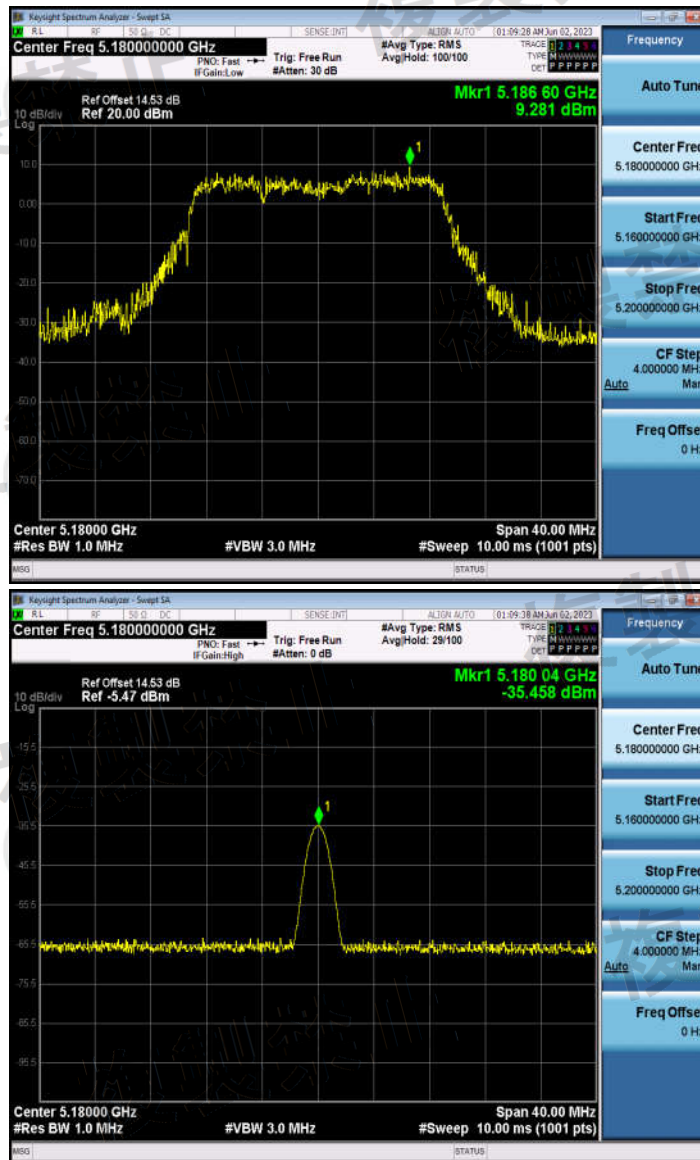 Keysight Spectrum Analyzer - Swept SA
RL RF 50 Ω DC SENSE:INT ALIGN AUTO 01:09:28 AM Jun 02, 2023
Center Freq 5.180000000 GHz
PNO: Fast
IFGain:Low
Trig: Free Run
#Atten: 30 dB
#Avg Type: RMS
Avg|Hold: 100/100
TRACE 1 2 3 4 5 6
TYPE M WWWWW
DET P P P P P P
Ref Offset 14.53 dB
Ref 20.00 dBm
10 dB/div
Log
Mkr1 5.186 60 GHz
9.281 dBm
1
10.0
0.00
-10.0
-20.0
-30.0
-40.0
-50.0
-60.0
-70.0
Center 5.18000 GHz
#Res BW 1.0 MHz
#VBW 3.0 MHz
Span 40.00 MHz
#Sweep 10.00 ms (1001 pts)
MSG STATUS
Frequency
Auto Tune
Center Freq
5.180000000 GHz
Start Freq
5.160000000 GHz
Stop Freq
5.200000000 GHz
CF Step
4.000000 MHz
Auto Man
Freq Offset
0 Hz
Keysight Spectrum Analyzer - Swept SA
RL RF 50 Ω DC SENSE:INT ALIGN AUTO 01:09:38 AM Jun 02, 2023
Center Freq 5.180000000 GHz
PNO: Fast
IFGain:High
Trig: Free Run
#Atten: 0 dB
#Avg Type: RMS
Avg|Hold: 29/100
TRACE 1 2 3 4 5 6
TYPE M WWWWW
DET P P P P P P
Ref Offset 14.53 dB
Ref -5.47 dBm
10 dB/div
Log
Mkr1 5.180 04 GHz
-35.458 dBm
1
-15.5
-25.5
-35.5
-45.5
-55.5
-65.5
-75.5
-85.5
-95.5
Center 5.18000 GHz
#Res BW 1.0 MHz
#VBW 3.0 MHz
Span 40.00 MHz
#Sweep 10.00 ms (1001 pts)
MSG STATUS
Frequency
Auto Tune
Center Freq
5.180000000 GHz
Start Freq
5.160000000 GHz
Stop Freq
5.200000000 GHz
CF Step
4.000000 MHz
Auto Man
Freq Offset
0 Hz